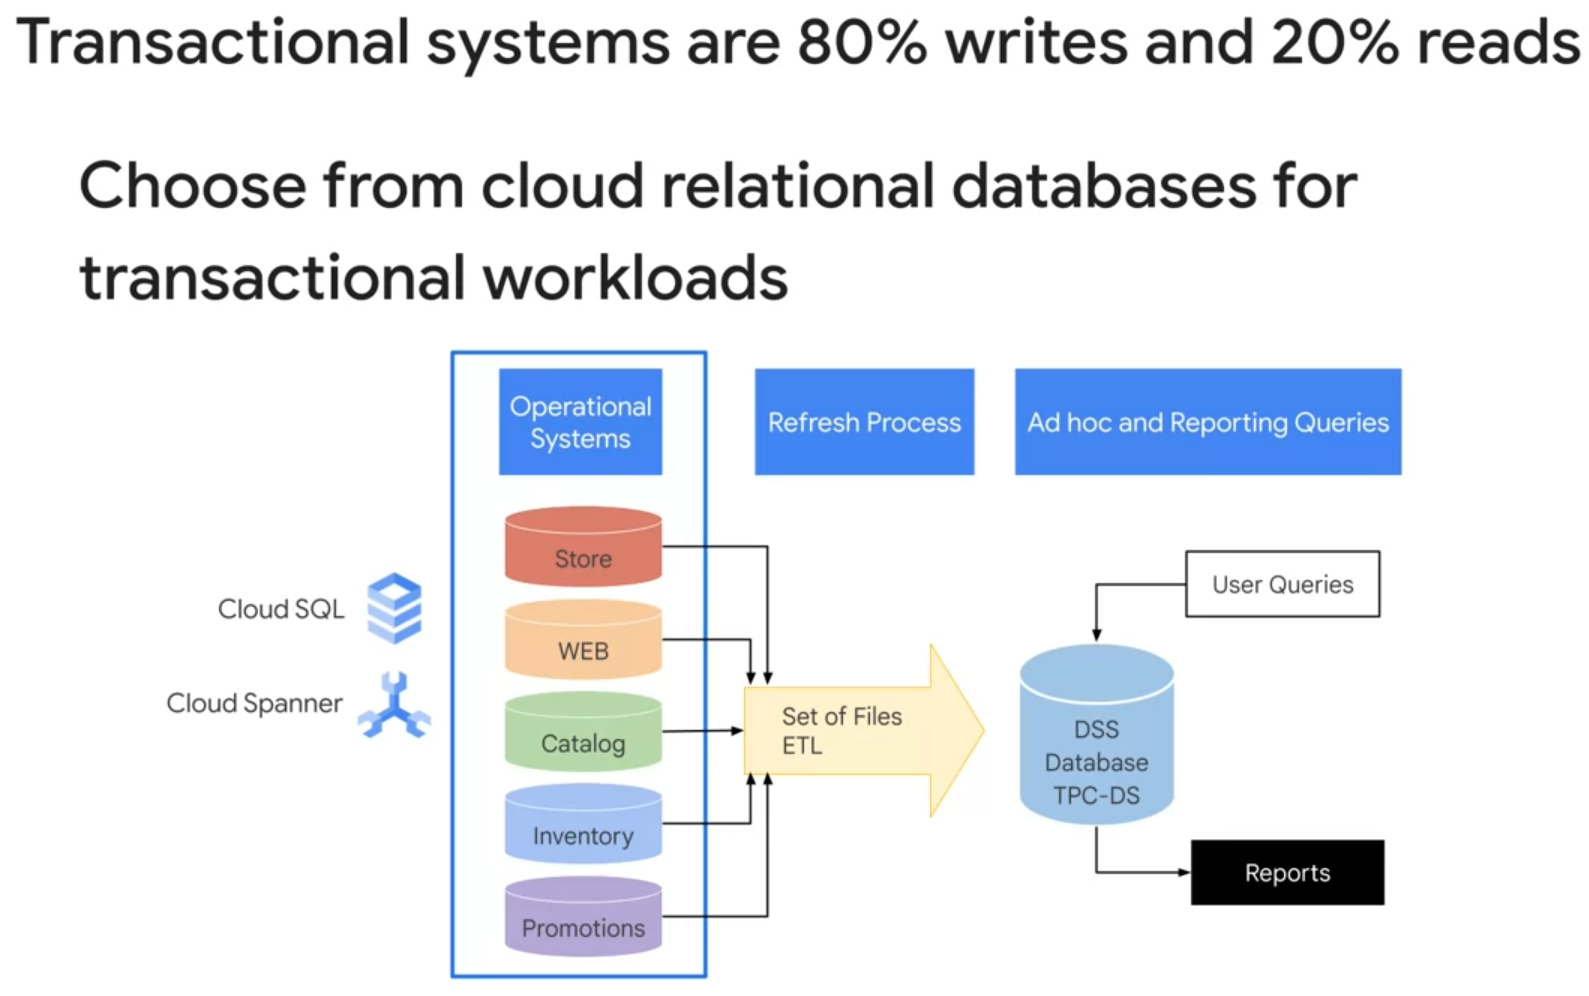 Transactional systems are 80% writes and 20% reads
Choose from cloud relational databases for
transactional workloads
Operational
Systems
Refresh Process
Ad hoc and Reporting Queries
Store
WEB
Catalog
Inventory
Promotions
Cloud SQL
Cloud Spanner
Set of Files
ETL
User Queries
DSS
Database
TPC-DS
Reports